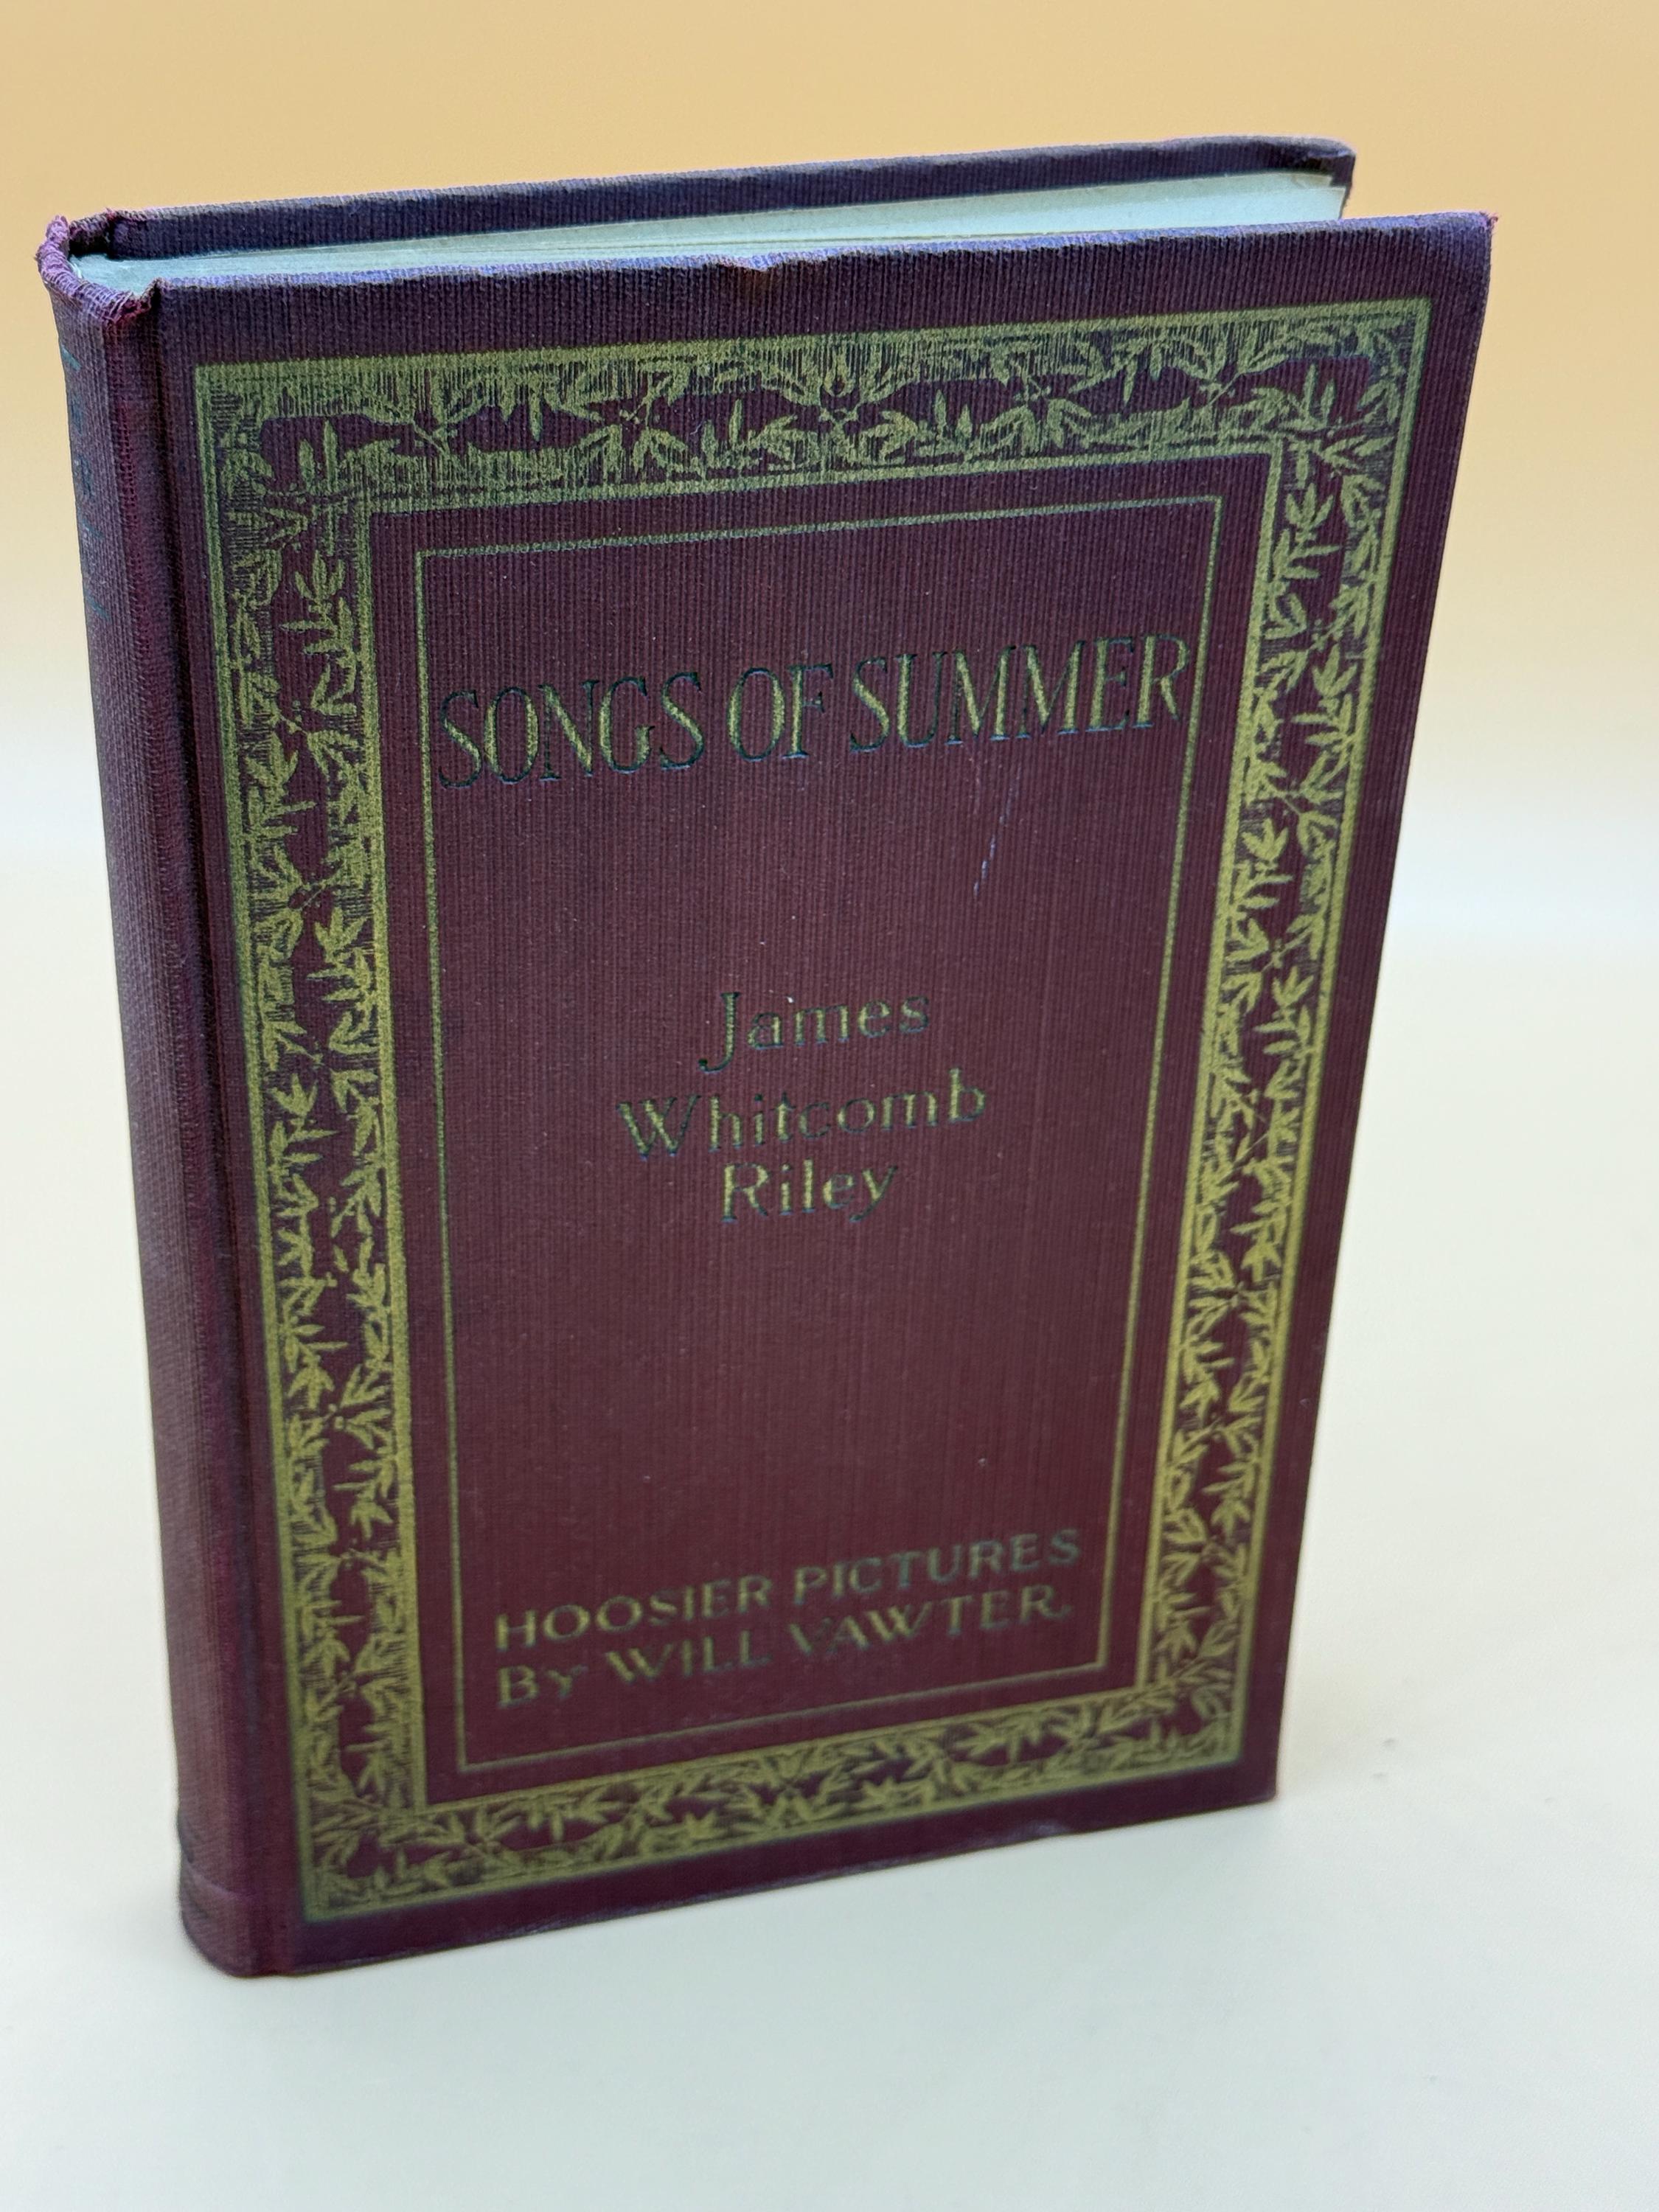 SONGS OF SUMMER
James
Whitcomb
Riley
HOOSIER PICTURES
By WILL VAWTER